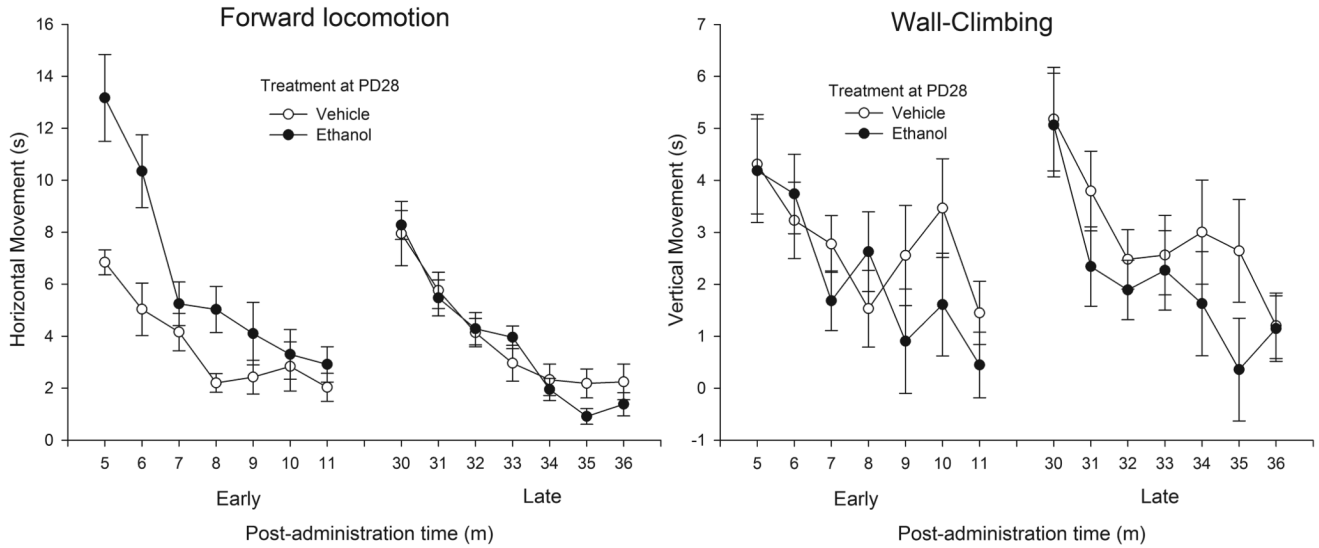 Forward locomotion
16
14
12
10
8
6
4
2
0
Horizontal Movement (s)
Treatment at PD28
Vehicle
Ethanol
5 6 7 8 9 10 11 30 31 32 33 34 35 36
Early Late
Post-administration time (m)
Wall-Climbing
7
6
5
4
3
2
1
0
-1
Vertical Movement (s)
Treatment at PD28
Vehicle
Ethanol
5 6 7 8 9 10 11 30 31 32 33 34 35 36
Early Late
Post-administration time (m)